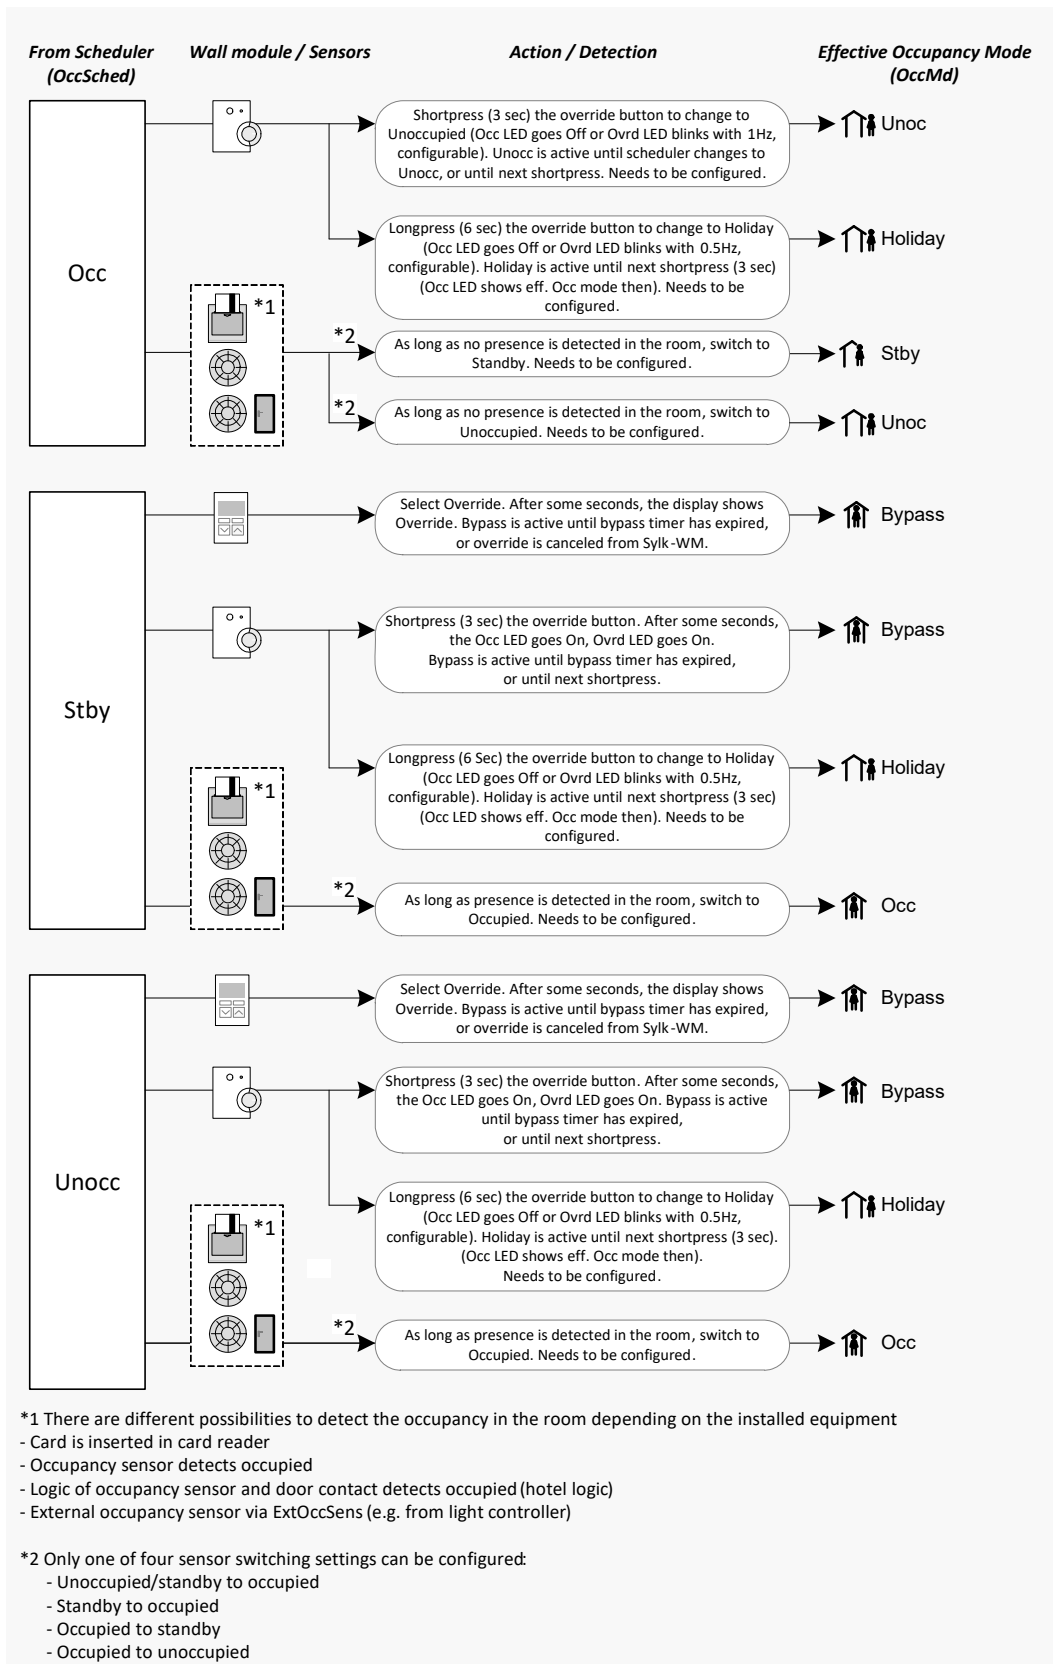 From Scheduler
(OccSched)
Wall module / Sensors
Action / Detection
Effective Occupancy Mode
(OccMd)
Occ
Shortpress (3 sec) the override button to change to
Unoccupied (Occ LED goes Off or Ovrd LED blinks with 1Hz,
configurable). Unocc is active until scheduler changes to
Unocc, or until next shortpress. Needs to be configured.
Unoc
Longpress (6 sec) the override button to change to Holiday
(Occ LED goes Off or Ovrd LED blinks with 0.5Hz,
configurable). Holiday is active until next shortpress (3 sec)
(Occ LED shows eff. Occ mode then). Needs to be
configured.
Holiday
*1
*2
As long as no presence is detected in the room, switch to
Standby. Needs to be configured.
Stby
*2
As long as no presence is detected in the room, switch to
Unoccupied. Needs to be configured.
Unoc
Stby
Select Override. After some seconds, the display shows
Override. Bypass is active until bypass timer has expired,
or override is canceled from Sylk-WM.
Bypass
Shortpress (3 sec) the override button. After some seconds,
the Occ LED goes On, Ovrd LED goes On.
Bypass is active until bypass timer has expired,
or until next shortpress.
Bypass
Longpress (6 Sec) the override button to change to Holiday
(Occ LED goes Off or Ovrd LED blinks with 0.5Hz,
configurable). Holiday is active until next shortpress (3 sec)
(Occ LED shows eff. Occ mode then). Needs to be
configured.
Holiday
*1
*2
As long as presence is detected in the room, switch to
Occupied. Needs to be configured.
Occ
Unocc
Select Override. After some seconds, the display shows
Override. Bypass is active until bypass timer has expired,
or override is canceled from Sylk-WM.
Bypass
Shortpress (3 sec) the override button. After some seconds,
the Occ LED goes On, Ovrd LED goes On. Bypass is active
until bypass timer has expired,
or until next shortpress.
Bypass
Longpress (6 sec) the override button to change to Holiday
(Occ LED goes Off or Ovrd LED blinks with 0.5Hz,
configurable). Holiday is active until next shortpress (3 sec).
(Occ LED shows eff. Occ mode then).
Needs to be configured.
Holiday
*1
*2
As long as presence is detected in the room, switch to
Occupied. Needs to be configured.
Occ
*1 There are different possibilities to detect the occupancy in the room depending on the installed equipment
- Card is inserted in card reader
- Occupancy sensor detects occupied
- Logic of occupancy sensor and door contact detects occupied (hotel logic)
- External occupancy sensor via ExtOccSens (e.g. from light controller)
*2 Only one of four sensor switching settings can be configured:
- Unoccupied/standby to occupied
- Standby to occupied
- Occupied to standby
- Occupied to unoccupied